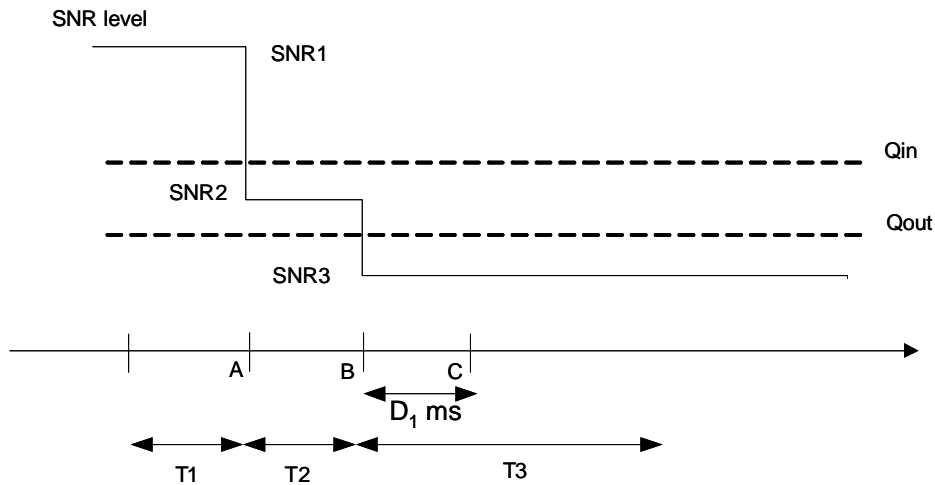 SNR level
SNR1
Qin
SNR2
Qout
SNR3
A B C
D₁ ms
T1 T2 T3